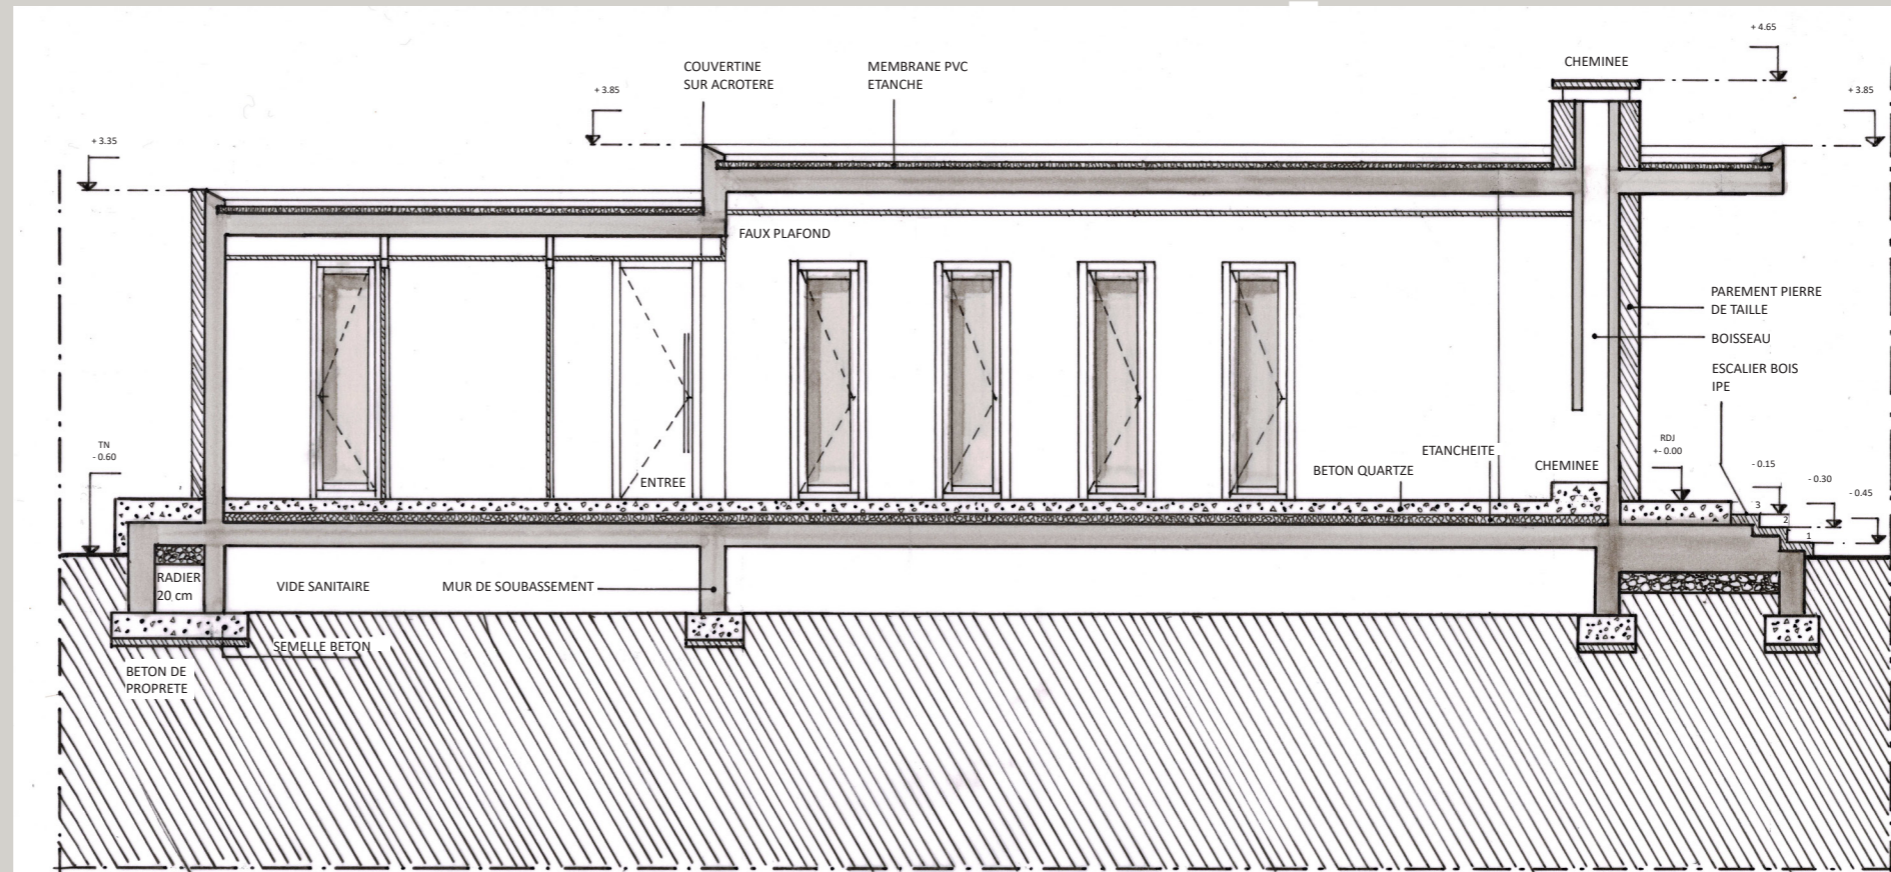 + 4.65
CHEMINEE
COUVERTINE
SUR ACROTERE
MEMBRANE PVC
ETANCHE
+ 3.85
+ 3.85
+ 3.35
FAUX PLAFOND
PAREMENT PIERRE
DE TAILLE
BOISSEAU
ESCALIER BOIS
IPE
TN
- 0.60
RDJ
+- 0.00
ETANCHEITE
BETON QUARTZE
CHEMINEE
- 0.15
- 0.30
- 0.45
ENTREE
3
2
1
RADIER
20 cm
VIDE SANITAIRE
MUR DE SOUBASSEMENT
SEMELLE BETON
BETON DE
PROPRETE